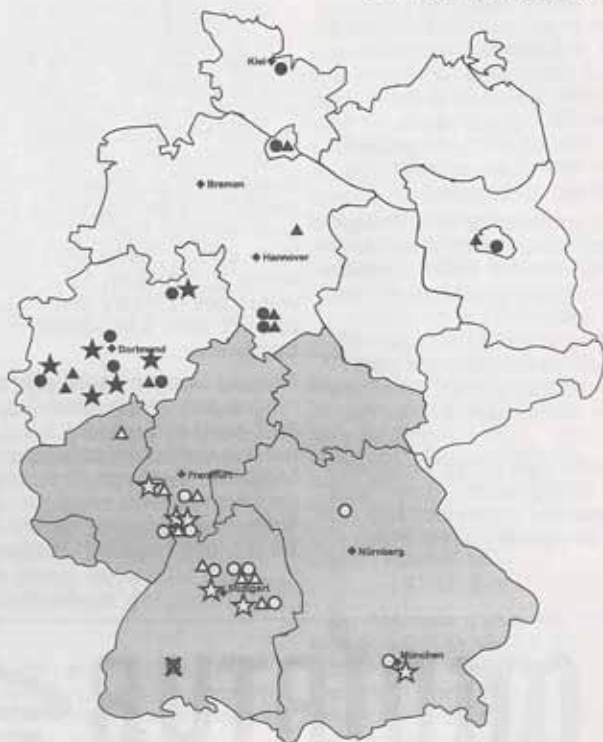 Kiel
Bremen
Hannover
Dortmund
Frankfurt
Nürnberg
Stuttgart
München